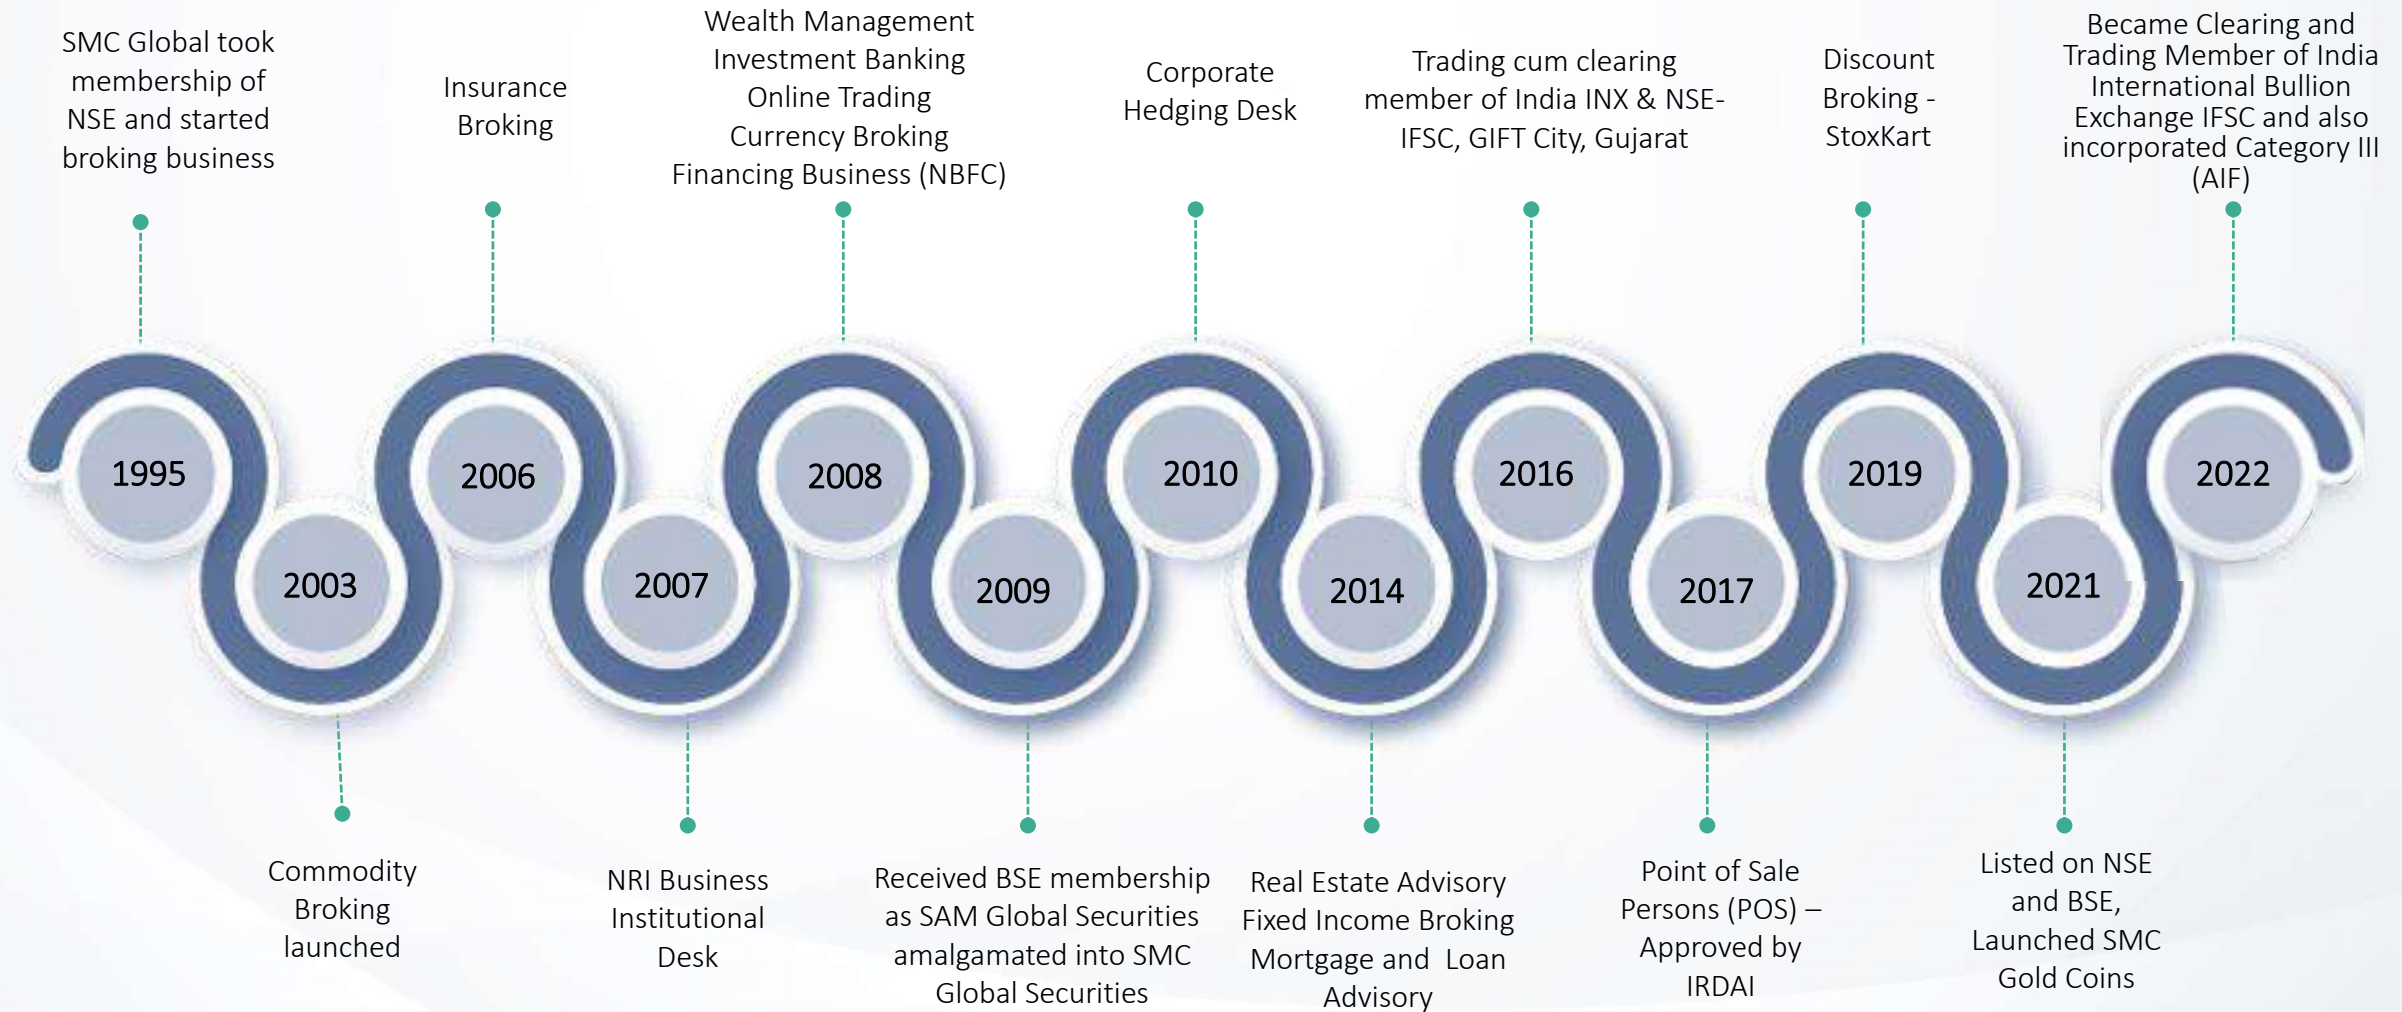 SMC Global took
membership of
NSE and started
broking business
Insurance
Broking
Wealth Management
Investment Banking
Online Trading
Currency Broking
Financing Business (NBFC)
Corporate
Hedging Desk
Trading cum clearing
member of India INX & NSE-
IFSC, GIFT City, Gujarat
Discount
Broking -
StoxKart
Became Clearing and
Trading Member of India
International Bullion
Exchange IFSC and also
incorporated Category III
(AIF)
1995
2003
2006
2007
2008
2009
2010
2014
2016
2017
2019
2021
2022
Commodity
Broking
launched
NRI Business
Institutional
Desk
Received BSE membership
as SAM Global Securities
amalgamated into SMC
Global Securities
Real Estate Advisory
Fixed Income Broking
Mortgage and  Loan
Advisory
Point of Sale
Persons (POS) –
Approved by
IRDAI
Listed on NSE
and BSE,
Launched SMC
Gold Coins